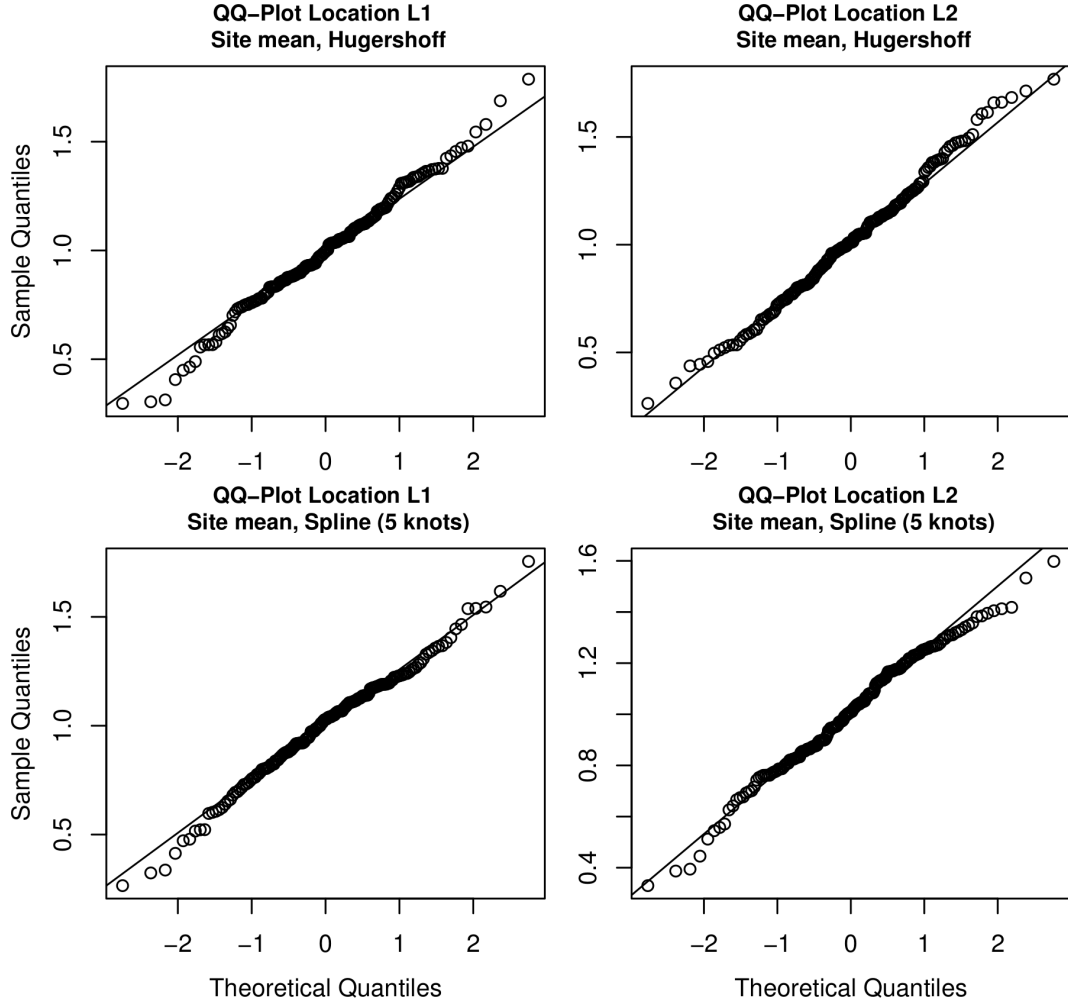 QQ−Plot Location L1
Site mean, Hugershoff
Sample Quantiles
0.5 1.0 1.5
−2 −1 0 1 2
QQ−Plot Location L2
Site mean, Hugershoff
0.5 1.0 1.5
−2 −1 0 1 2
QQ−Plot Location L1
Site mean, Spline (5 knots)
Sample Quantiles
0.5 1.0 1.5
−2 −1 0 1 2
Theoretical Quantiles
QQ−Plot Location L2
Site mean, Spline (5 knots)
0.4 0.8 1.2 1.6
−2 −1 0 1 2
Theoretical Quantiles